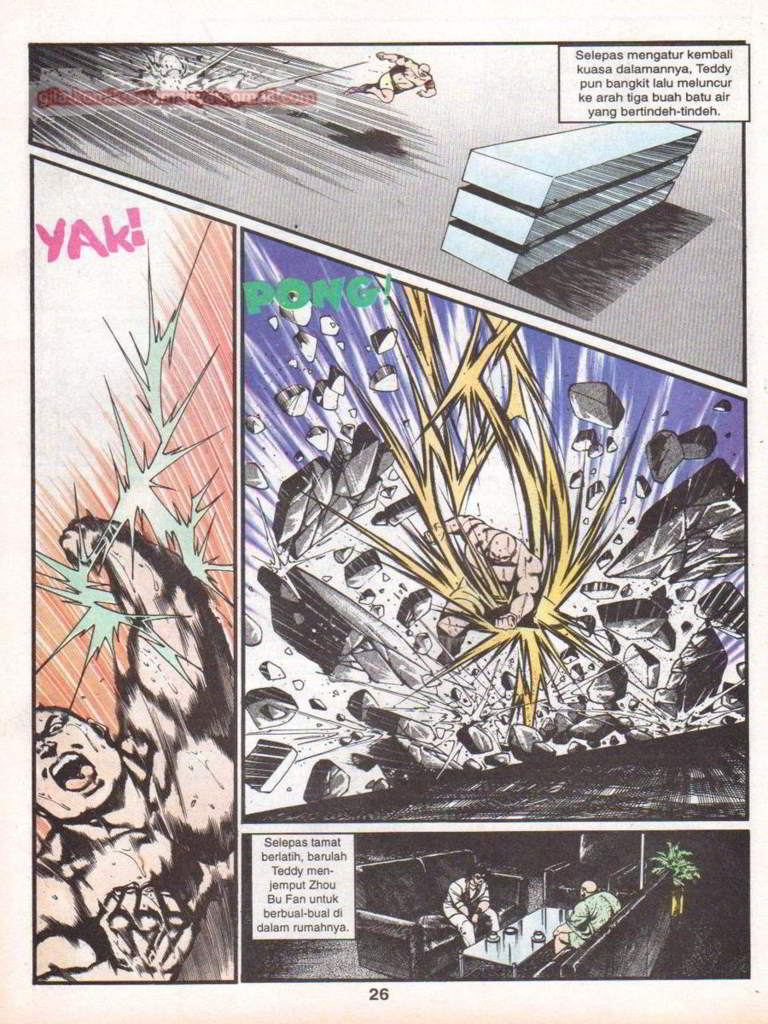 Selepas mengatur kembali
kuasa dalamannya, Teddy
pun bangkit lalu meluncur
ke arah tiga buah batu air
yang bertindeh-tindeh.
YAK!
PONG!
Selepas tamat
berlatih, barulah
Teddy men-
jemput Zhou
Bu Fan untuk
berbual-bual di
dalam rumahnya.
26